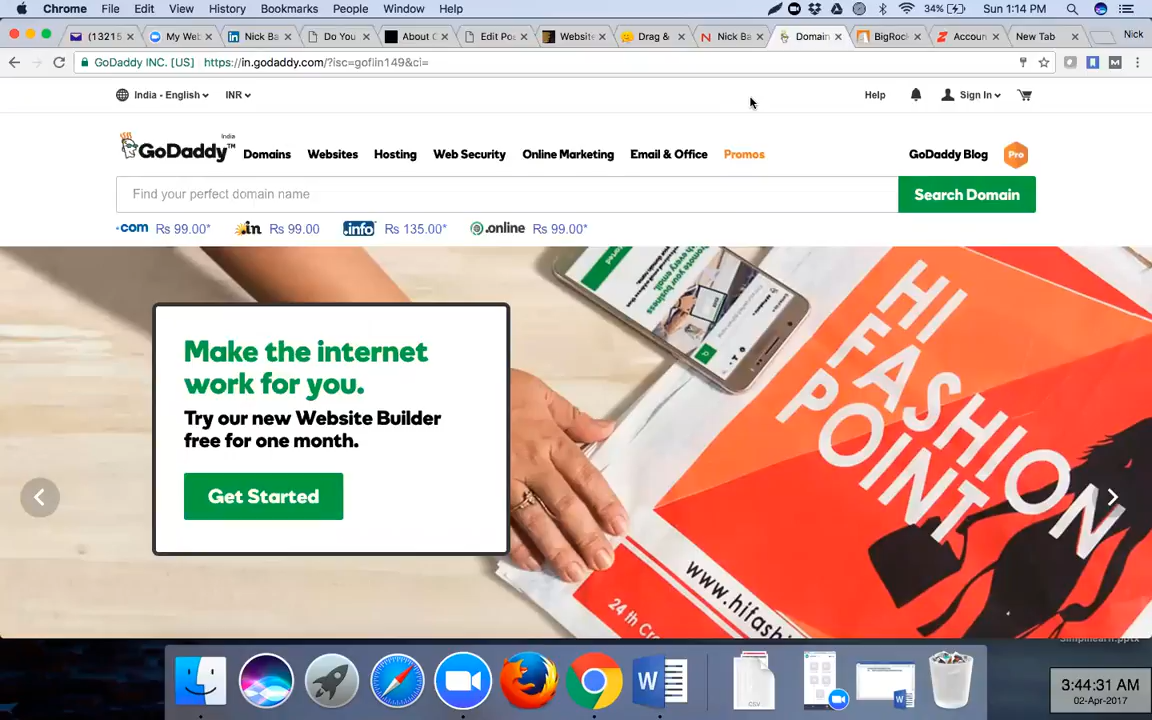 Chrome File Edit View History Bookmarks People Window Help 34% Sun 1:14 PM
(13215 My Web Nick Ba Do You About C Edit Pos Website Drag & Nick Ba Domain BigRock Accoun New Tab Nick
GoDaddy INC. [US] https://in.godaddy.com/?isc=gofiin149&ci=
India - English INR Help Sign In
India
GoDaddy™ Domains Websites Hosting Web Security Online Marketing Email & Office Promos GoDaddy Blog Pro
Find your perfect domain name Search Domain
.com Rs 99.00* .in Rs 99.00 .info Rs 135.00* .online Rs 99.00*
Make the internet
work for you.
Try our new Website Builder
free for one month.
Get Started
HI
FASHION
POINT
www.hifash
24 th Cr
3:44:31 AM
02-Apr-2017
CSV
W